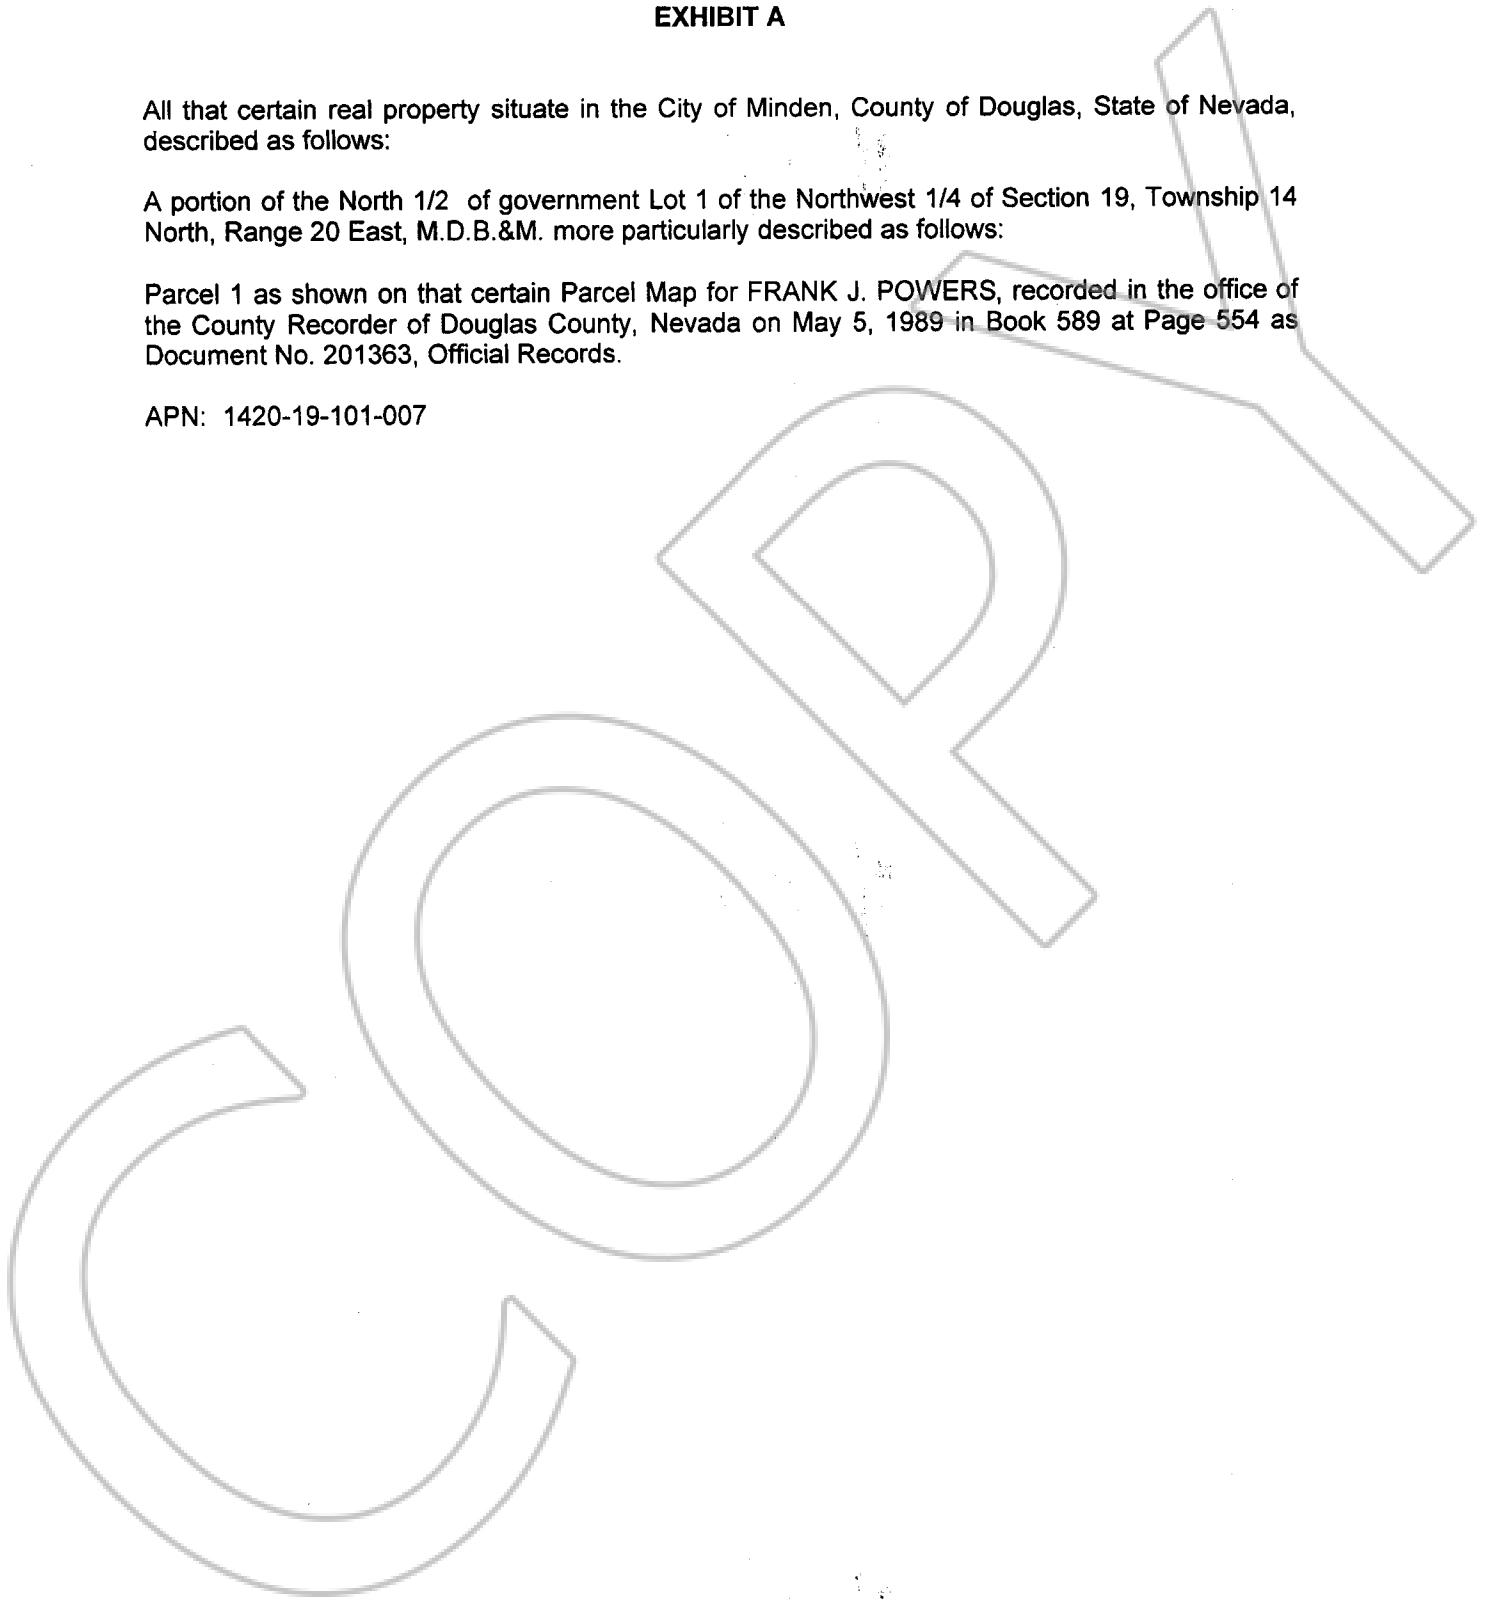 EXHIBIT A
All that certain real property situate in the City of Minden, County of Douglas, State of Nevada,
described as follows:
A portion of the North 1/2 of government Lot 1 of the Northwest 1/4 of Section 19, Township 14
North, Range 20 East, M.D.B.&M. more particularly described as follows:
Parcel 1 as shown on that certain Parcel Map for FRANK J. POWERS, recorded in the office of
the County Recorder of Douglas County, Nevada on May 5, 1989 in Book 589 at Page 554 as
Document No. 201363, Official Records.
APN: 1420-19-101-007
COPY